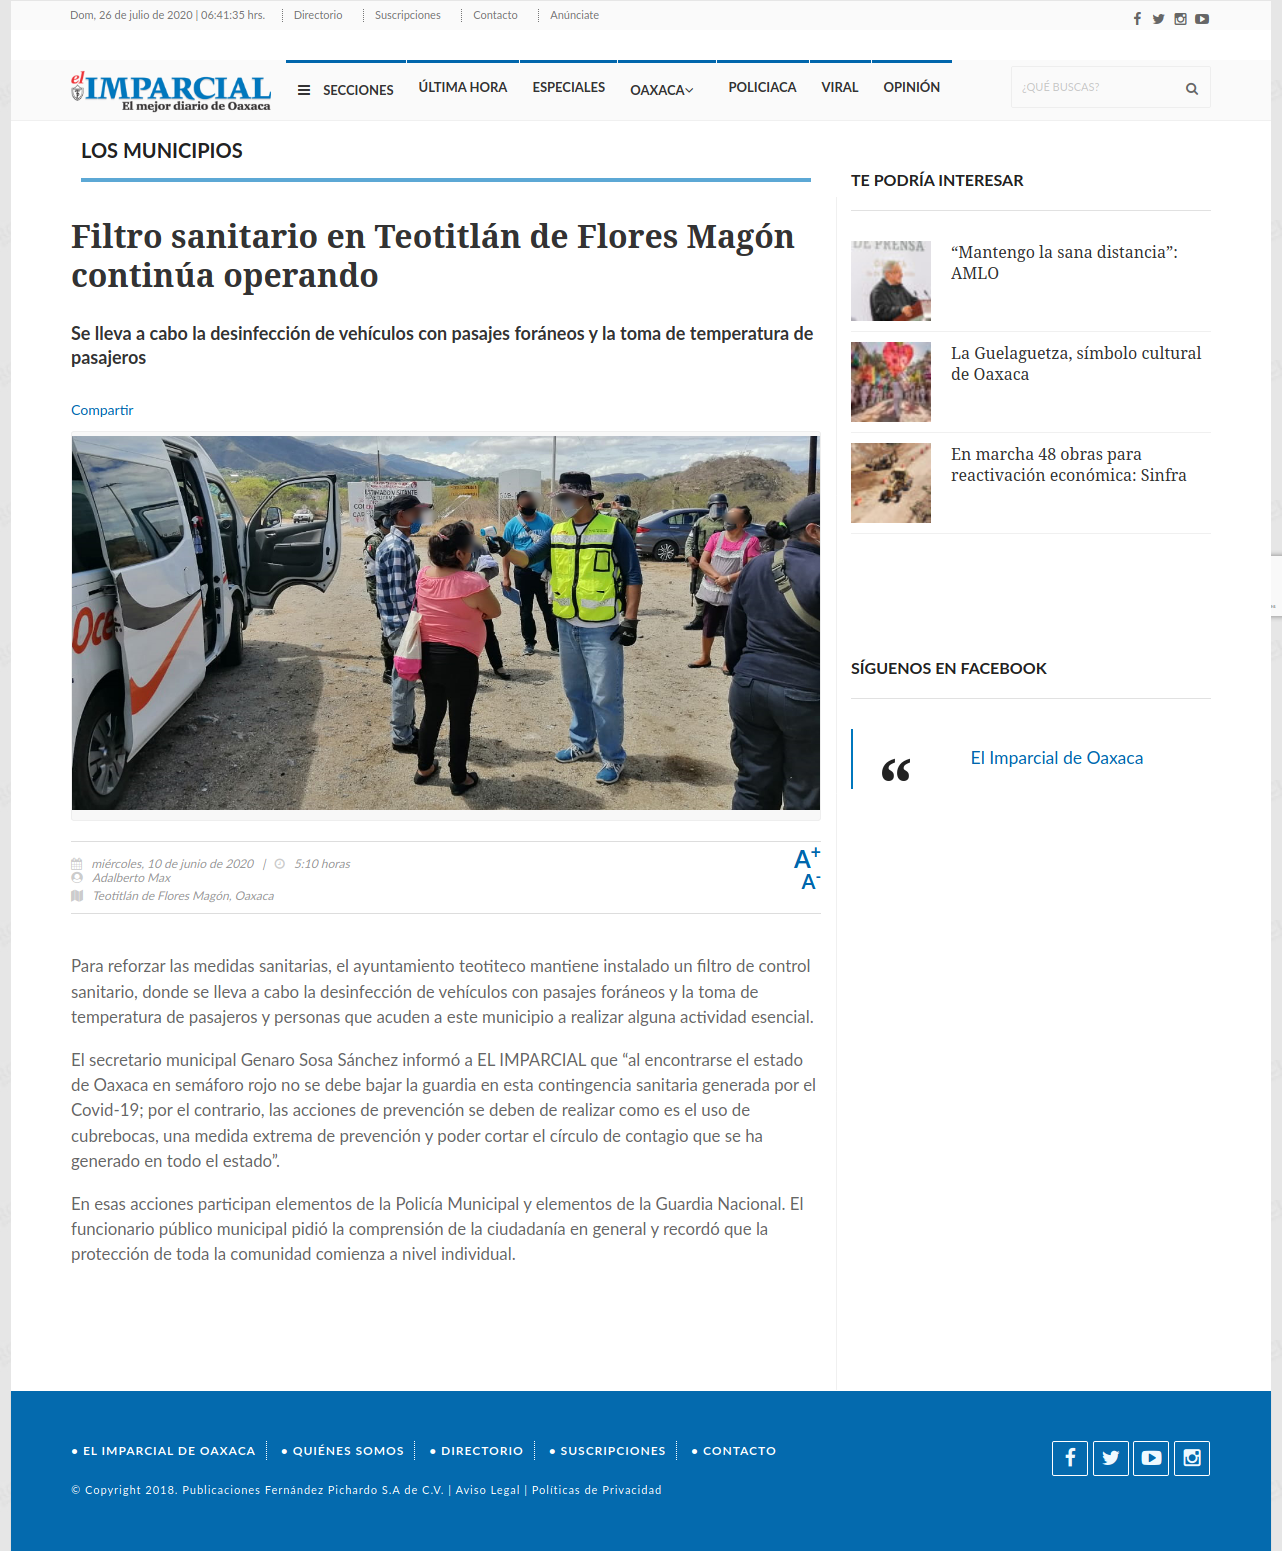 Dom, 26 de julio de 2020 | 06:41:35 hrs.
Directorio
Suscripciones
Contacto
Anúnciate
el IMPARCIAL
El mejor diario de Oaxaca
SECCIONES
ÚLTIMA HORA
ESPECIALES
OAXACA
POLICIACA
VIRAL
OPINIÓN
¿QUÉ BUSCAS?
LOS MUNICIPIOS
Filtro sanitario en Teotitlán de Flores Magón
continúa operando
Se lleva a cabo la desinfección de vehículos con pasajes foráneos y la toma de temperatura de
pasajeros
Compartir
Oce
miércoles, 10 de junio de 2020 | 5:10 horas
Adalberto Max
Teotitlán de Flores Magón, Oaxaca
A+
A-
Para reforzar las medidas sanitarias, el ayuntamiento teotiteco mantiene instalado un filtro de control
sanitario, donde se lleva a cabo la desinfección de vehículos con pasajes foráneos y la toma de
temperatura de pasajeros y personas que acuden a este municipio a realizar alguna actividad esencial.
El secretario municipal Genaro Sosa Sánchez informó a EL IMPARCIAL que “al encontrarse el estado
de Oaxaca en semáforo rojo no se debe bajar la guardia en esta contingencia sanitaria generada por el
Covid-19; por el contrario, las acciones de prevención se deben de realizar como es el uso de
cubrebocas, una medida extrema de prevención y poder cortar el círculo de contagio que se ha
generado en todo el estado”.
En esas acciones participan elementos de la Policía Municipal y elementos de la Guardia Nacional. El
funcionario público municipal pidió la comprensión de la ciudadanía en general y recordó que la
protección de toda la comunidad comienza a nivel individual.
TE PODRÍA INTERESAR
DE PRENSA
“Mantengo la sana distancia”:
AMLO
La Guelaguetza, símbolo cultural
de Oaxaca
En marcha 48 obras para
reactivación económica: Sinfra
SÍGUENOS EN FACEBOOK
“ El Imparcial de Oaxaca
• EL IMPARCIAL DE OAXACA
• QUIÉNES SOMOS
• DIRECTORIO
• SUSCRIPCIONES
• CONTACTO
© Copyright 2018. Publicaciones Fernández Pichardo S.A de C.V. | Aviso Legal | Políticas de Privacidad